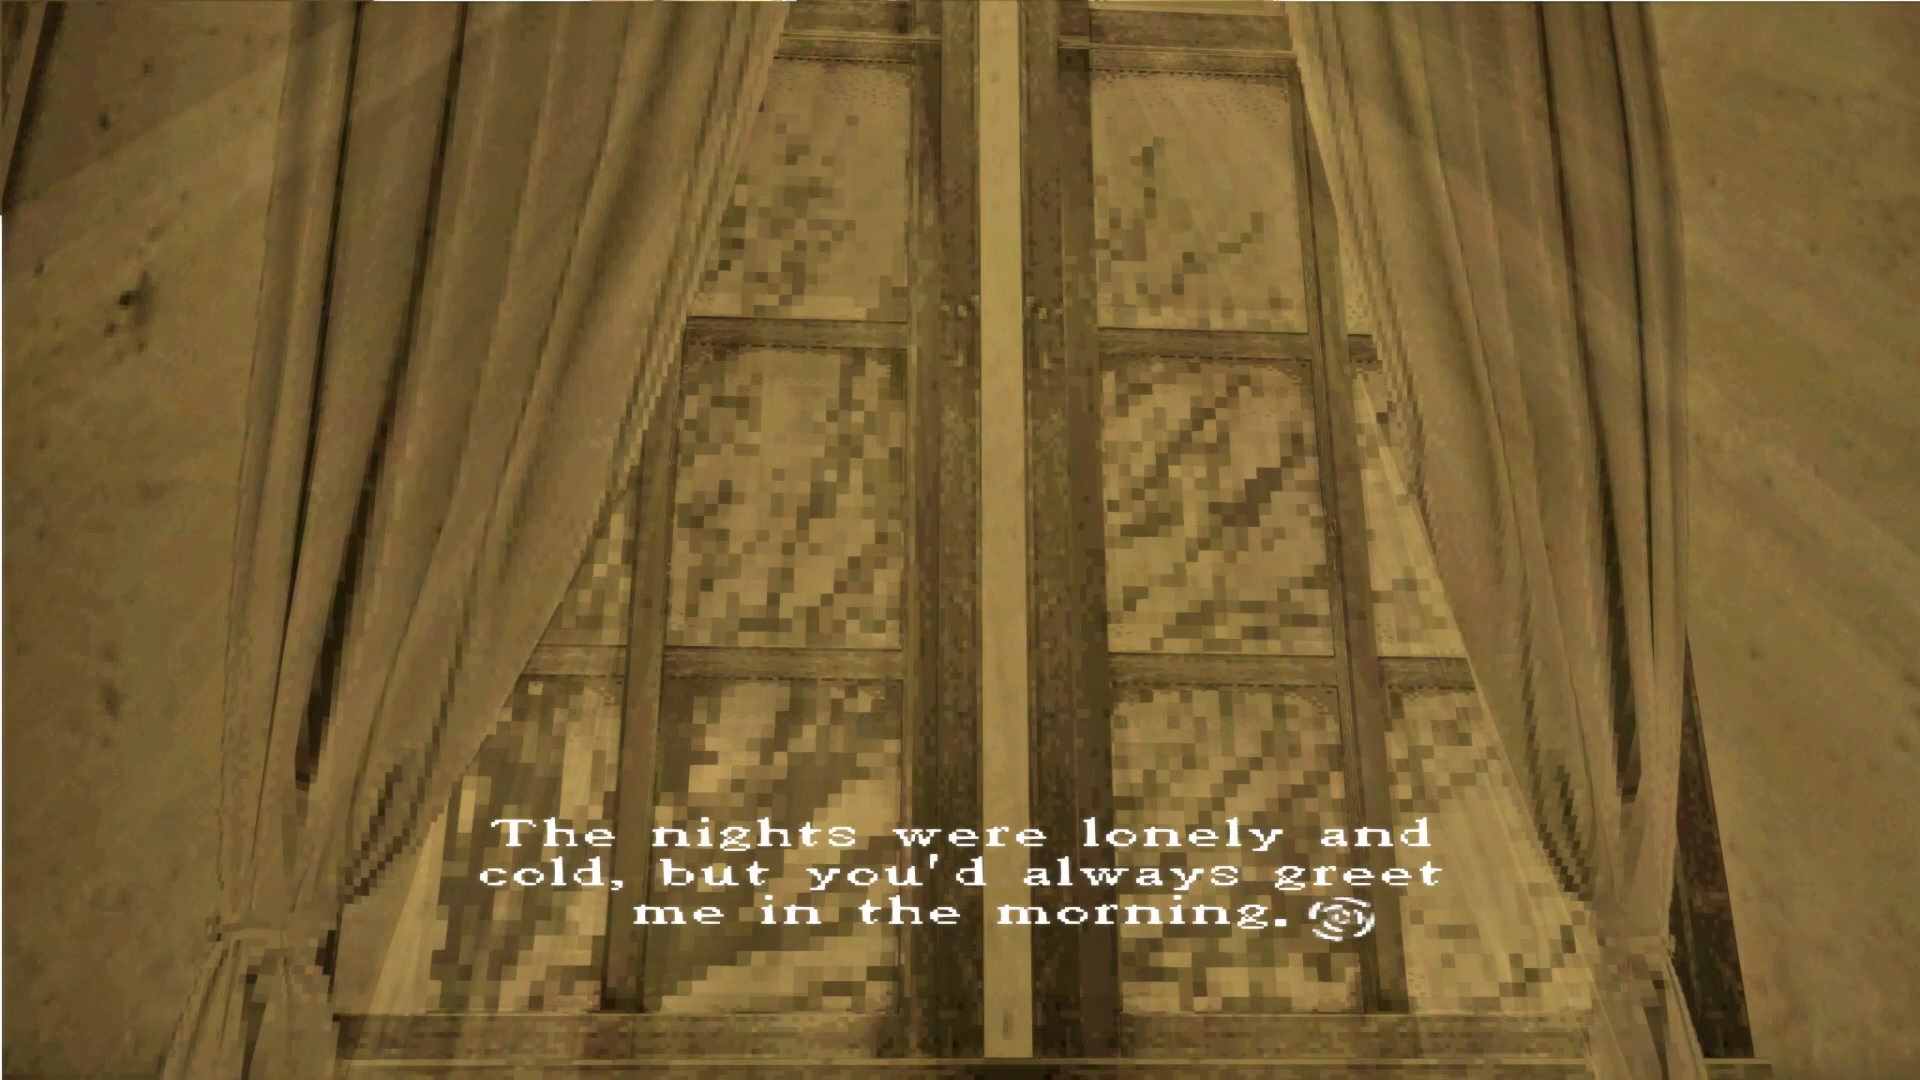 The nights were lonely and
cold, but you'd always greet
me in the morning.